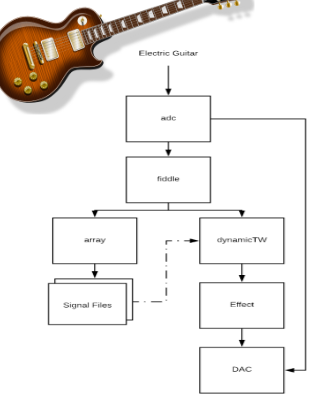 Electric Guitar
adc
fiddle
array
dynamicTW
Signal Files
Effect
DAC